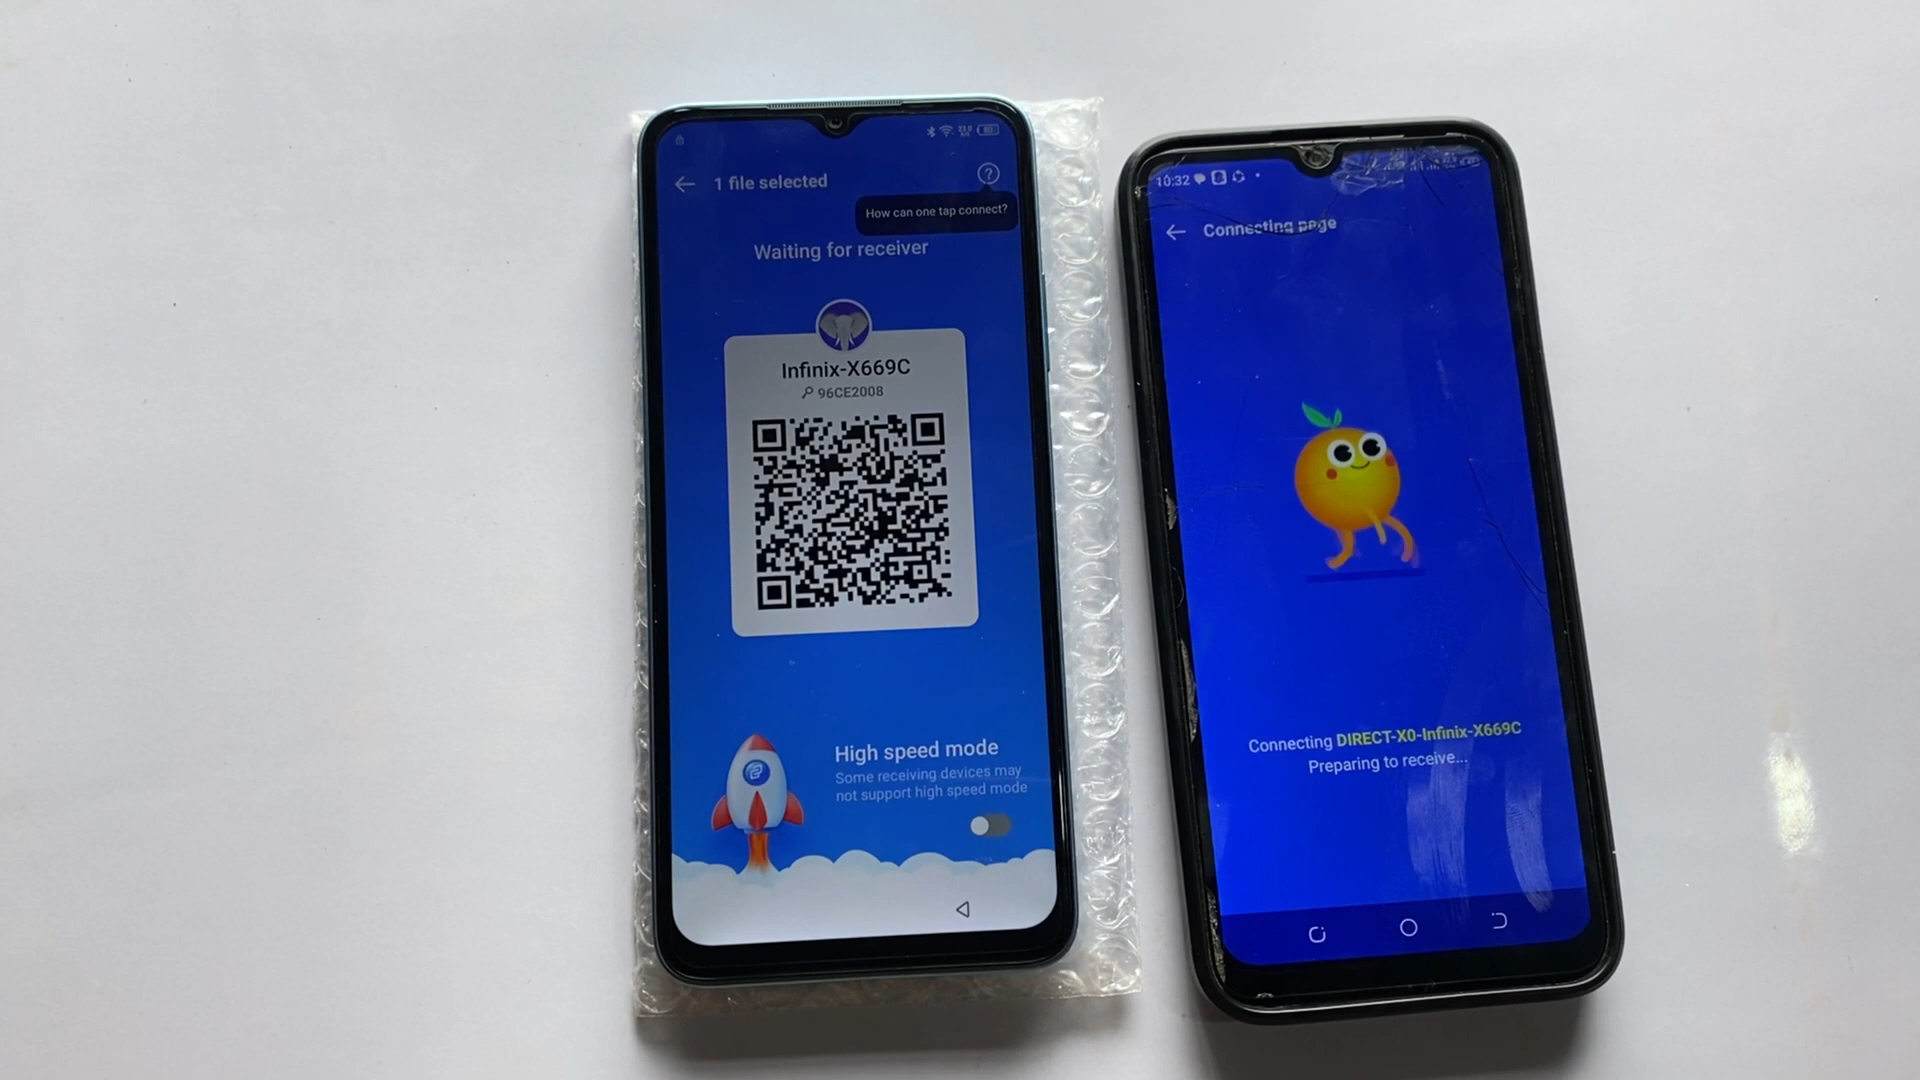 1 file selected
How can one tap connect?
Waiting for receiver
Infinix-X669C
96CE2008
High speed mode
Some receiving devices may
not support high speed mode
10:32
Connecting page
Connecting DIRECT-X0-Infinix-X669C
Preparing to receive...